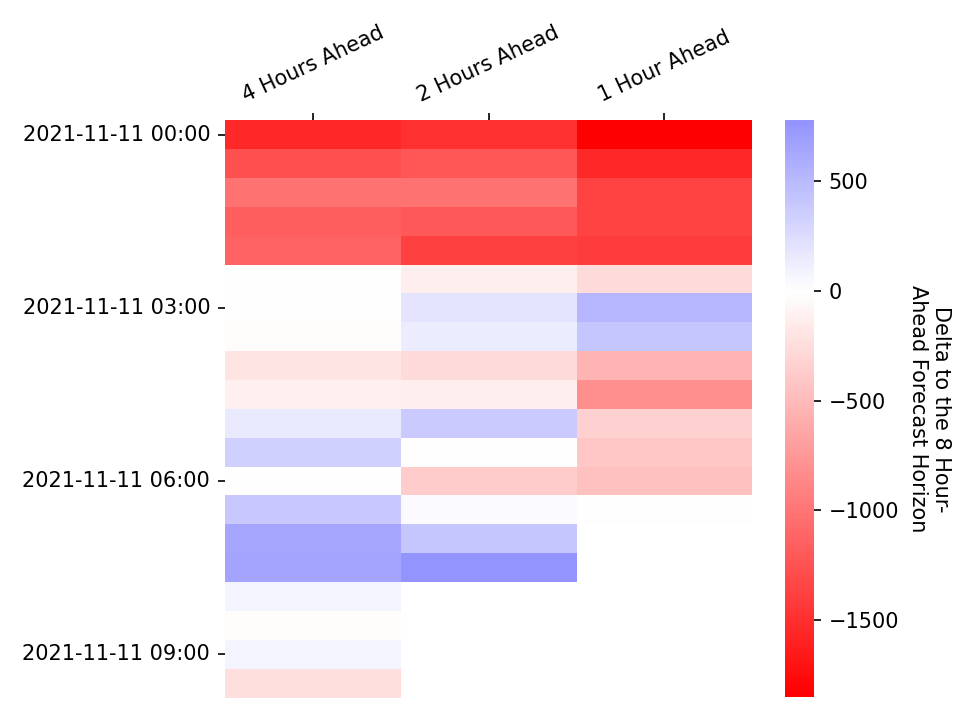 4 Hours Ahead
2 Hours Ahead
1 Hour Ahead
2021-11-11 00:00
2021-11-11 03:00
2021-11-11 06:00
2021-11-11 09:00
500
0
−500
−1000
−1500
Delta to the 8 Hour-
Ahead Forecast Horizon